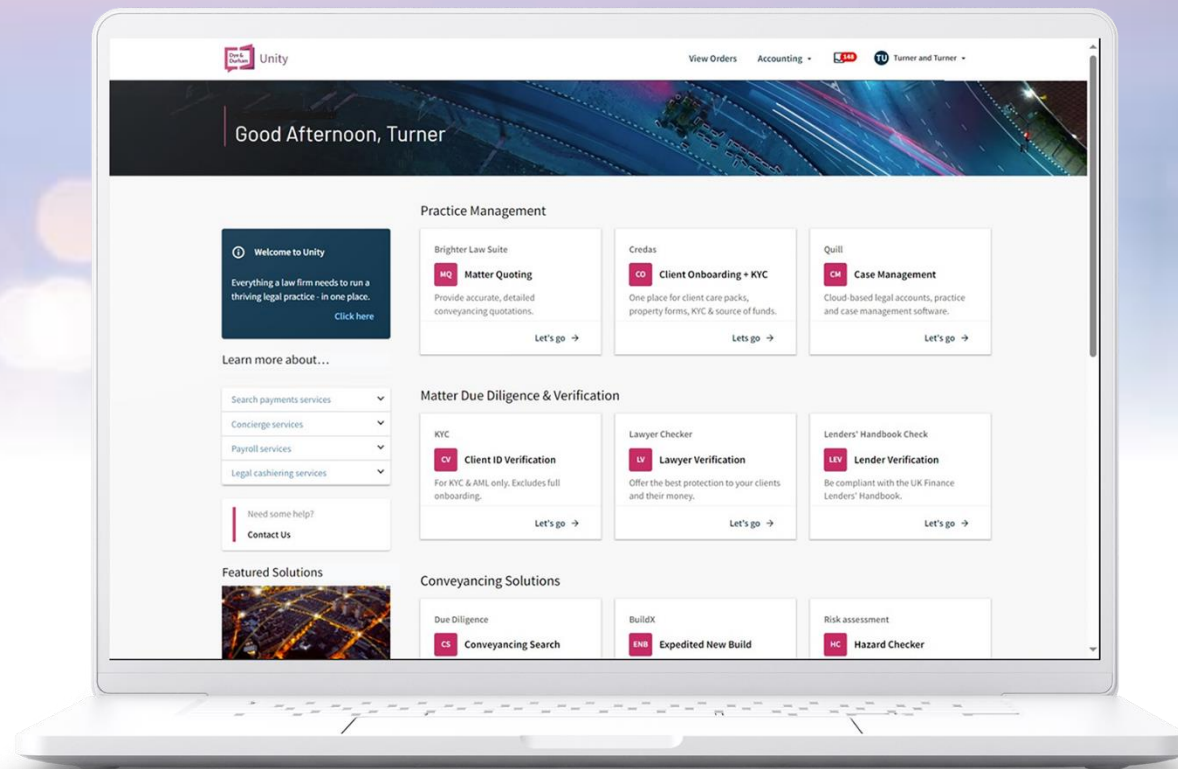 Dye &
Durham
Unity
View Orders
Accounting
148
TU
Turner and Turner
Good Afternoon, Turner
Welcome to Unity
Everything a law firm needs to run a
thriving legal practice - in one place.
Click here
Learn more about...
Search payments services
Concierge services
Payroll services
Legal cashiering services
Need some help?
Contact Us
Featured Solutions
Practice Management
Brighter Law Suite
MQ Matter Quoting
Provide accurate, detailed
conveyancing quotations.
Let's go →
Credas
CO Client Onboarding + KYC
One place for client care packs,
property forms, KYC & source of funds.
Lets go →
Quill
CM Case Management
Cloud-based legal accounts, practice
and case management software.
Let's go →
Matter Due Diligence & Verification
KYC
CV Client ID Verification
For KYC & AML only. Excludes full
onboarding.
Let's go →
Lawyer Checker
LV Lawyer Verification
Offer the best protection to your clients
and their money.
Let's go →
Lenders' Handbook Check
LEV Lender Verification
Be compliant with the UK Finance
Lenders' Handbook.
Let's go →
Conveyancing Solutions
Due Diligence
CS Conveyancing Search
BuildX
ENB Expedited New Build
Risk assessment
HC Hazard Checker